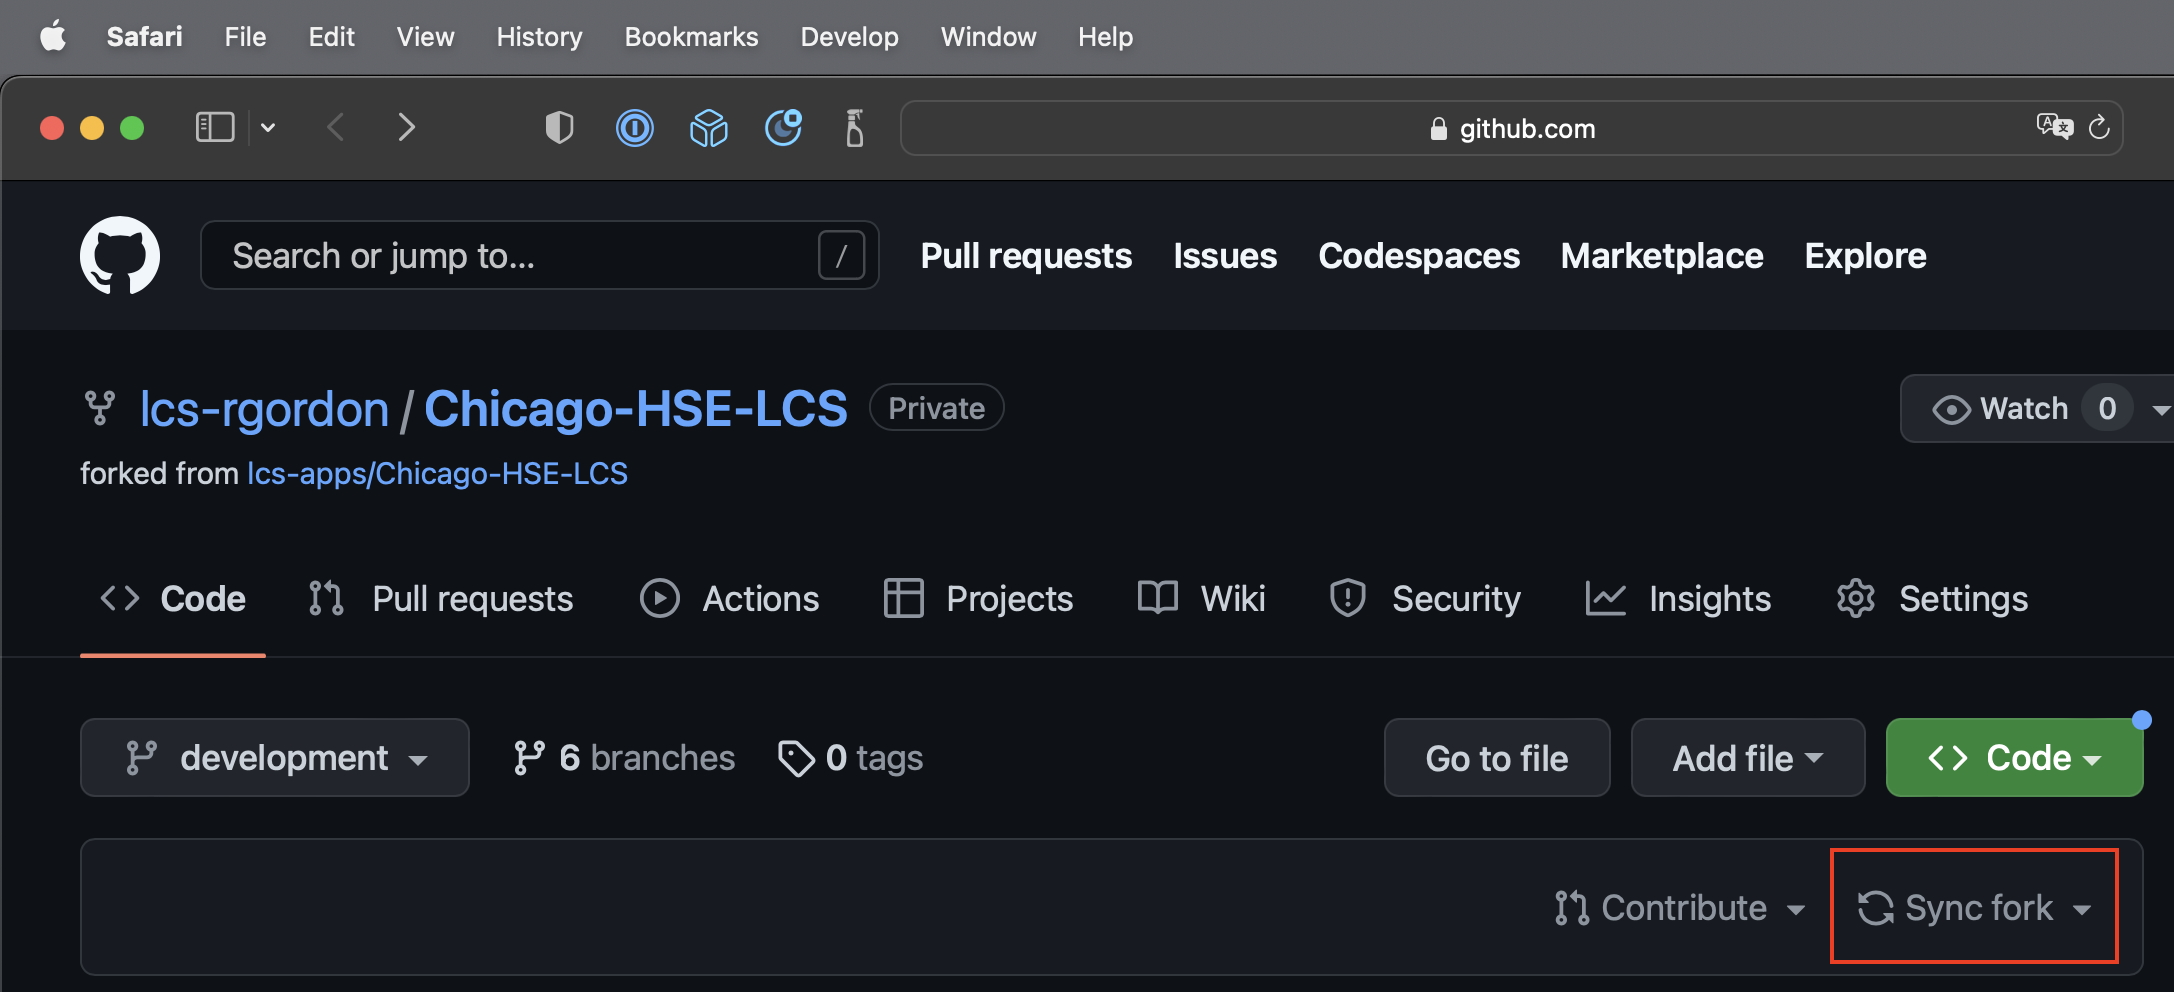 Safari File Edit View History Bookmarks Develop Window Help
github.com
Search or jump to... / Pull requests Issues Codespaces Marketplace Explore
lcs-rgordon / Chicago-HSE-LCS Private Watch 0
forked from lcs-apps/Chicago-HSE-LCS
Code Pull requests Actions Projects Wiki Security Insights Settings
development 6 branches 0 tags Go to file Add file Code
Contribute Sync fork